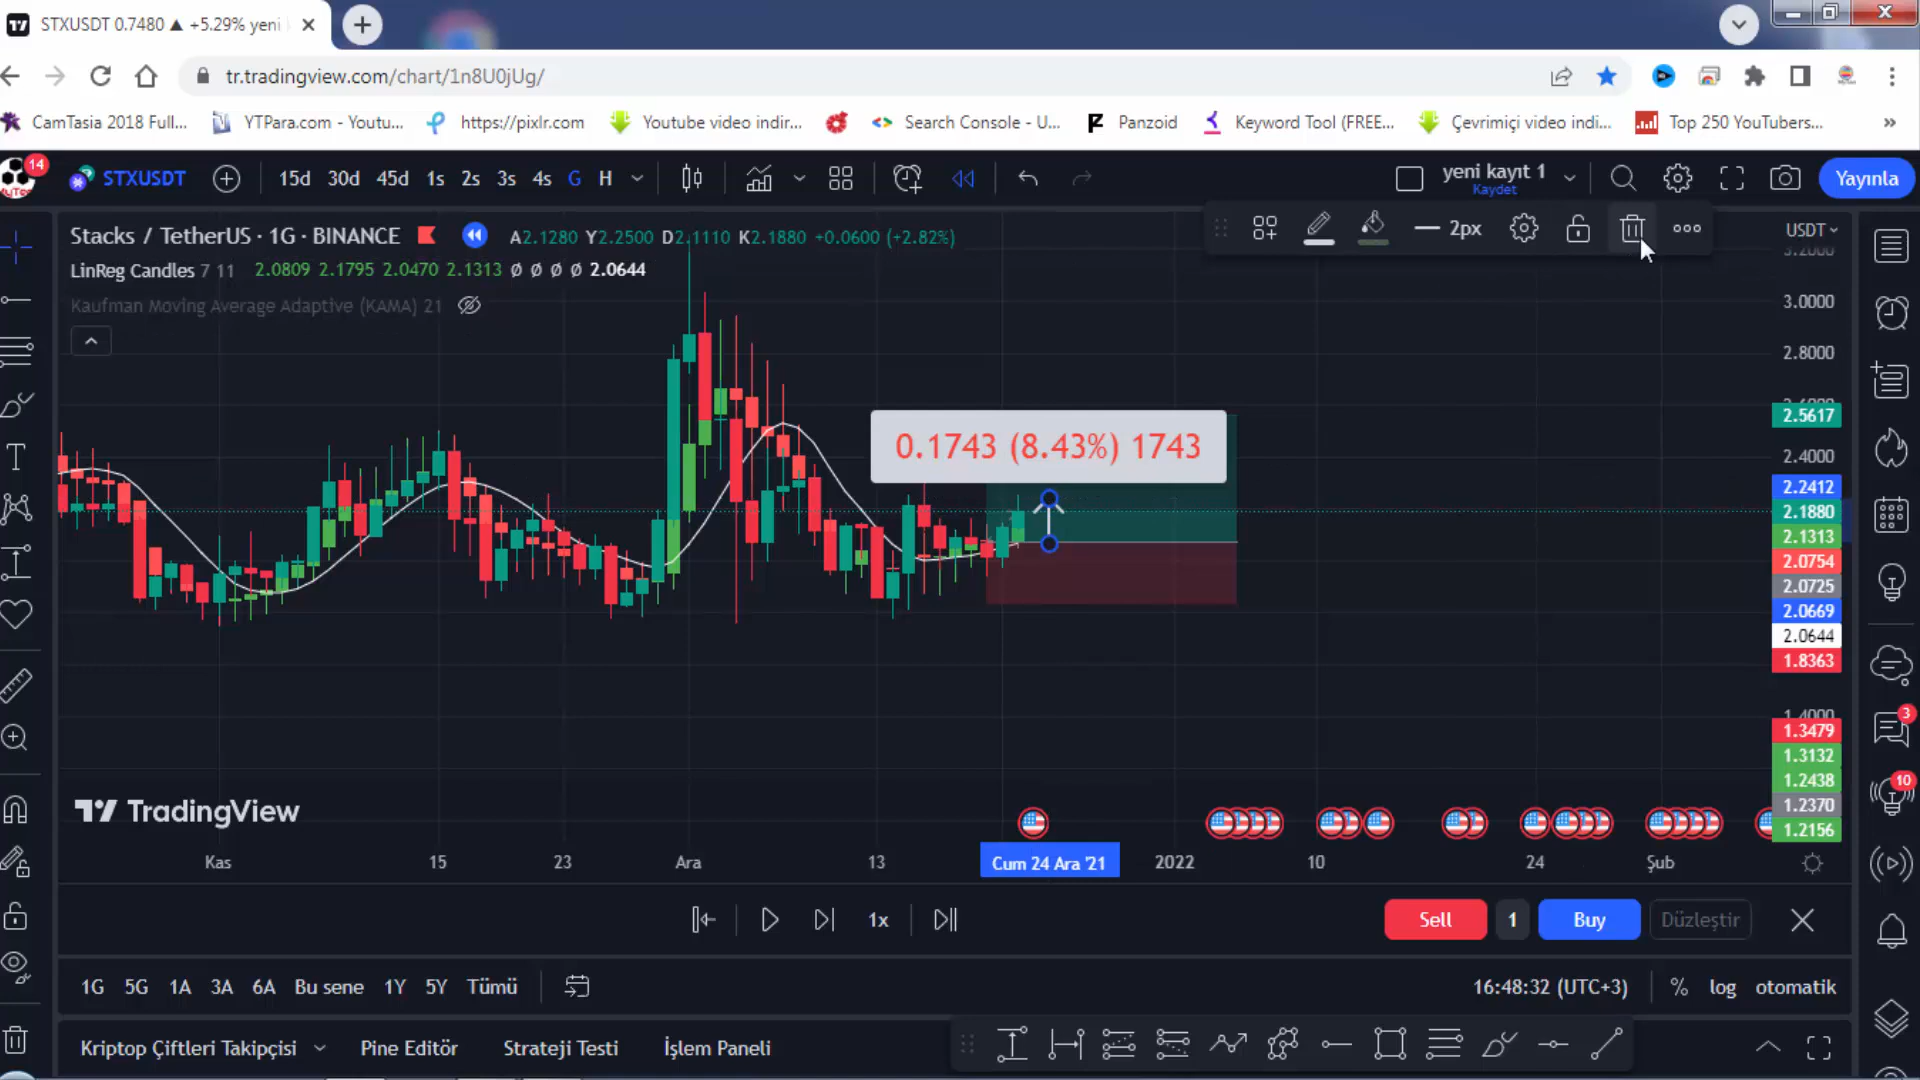 STXUSDT 0.7480 ▲ +5.29% yeni
tr.tradingview.com/chart/1n8U0jUg/
CamTasia 2018 Full...
YTPara.com - Youtu...
https://pixlr.com
Youtube video indir...
Search Console - U...
Panzoid
Keyword Tool (FREE...
Çevrimiçi video indi...
Top 250 YouTubers...
»
14
STXUSDT
15d 30d 45d 1s 2s 3s 4s G H
yeni kayıt 1
Kaydet
Yayınla
2px
Stacks / TetherUS · 1G · BINANCE
A2.1280 Y2.2500 D2.1110 K2.1880 +0.0600 (+2.82%)
LinReg Candles 7 11 2.0809 2.1795 2.0470 2.1313 Ø Ø Ø Ø 2.0644
Kaufman Moving Average Adaptive (KAMA) 21
0.1743 (8.43%) 1743
USDT
3.2000
3.0000
2.8000
2.5617
2.4000
2.2412
2.1880
2.1313
2.0754
2.0725
2.0669
2.0644
1.8363
1.4000
1.3479
1.3132
1.2438
1.2370
1.2156
3
10
TradingView
Kas 15 23 Ara 13 Cum 24 Ara '21 2022 10 24 Şub
1x
Sell 1 Buy Düzleştir
1G 5G 1A 3A 6A Bu sene 1Y 5Y Tümü
16:48:32 (UTC+3) % log otomatik
Kriptop Çiftleri Takipçisi Pine Editör Strateji Testi İşlem Paneli